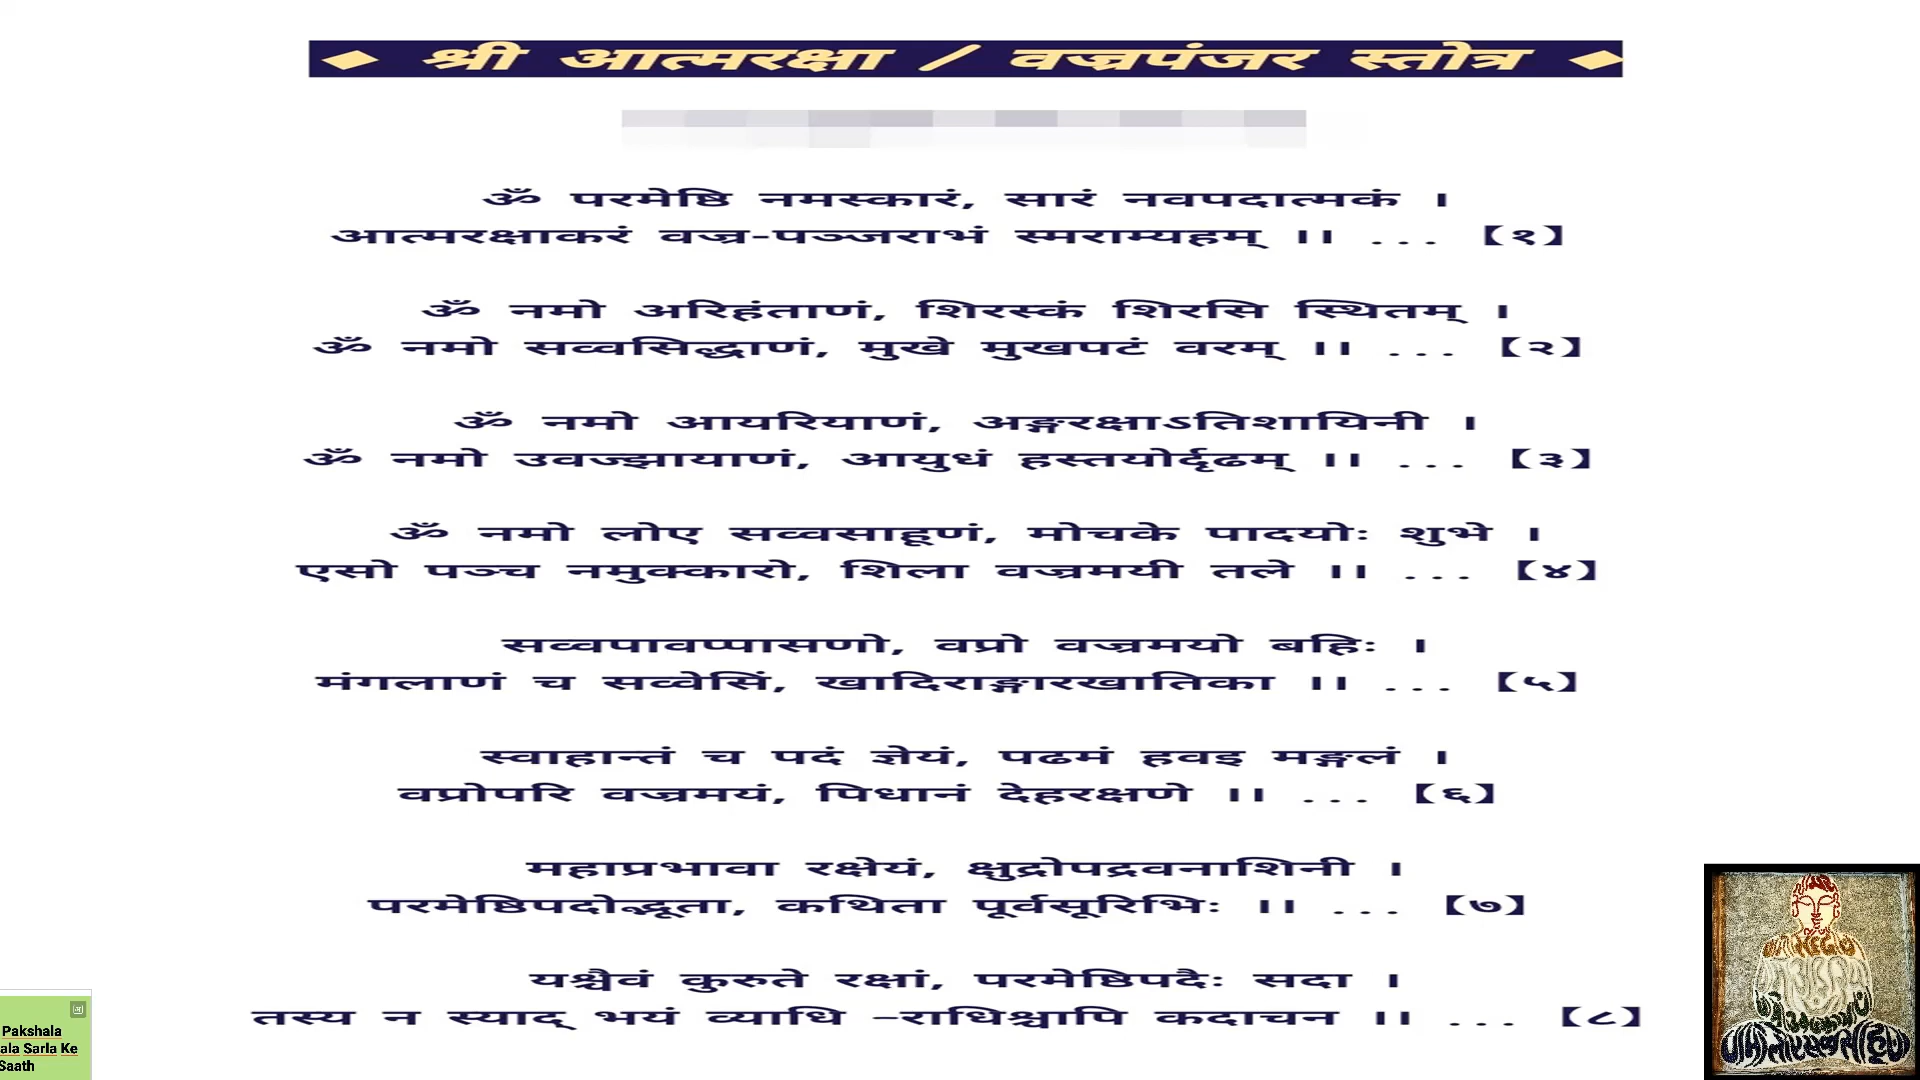 ◆ श्री आत्मरक्षा / वज्रपंजर स्तोत्र ◆
ॐ परमेष्ठि नमस्कारं, सारं नवपदात्मकं ।
आत्मरक्षाकरं वज्र-पञ्जराभं स्मराम्यहम् ।। ... 【१】
ॐ नमो अरिहंताणं, शिरस्कं शिरसि स्थितम् ।
ॐ नमो सव्वसिद्धाणं, मुखे मुखपटं वरम् ।। ... 【२】
ॐ नमो आयरियाणं, अङ्गरक्षाऽतिशायिनी ।
ॐ नमो उवज्झायाणं, आयुधं हस्तयोर्दृढम् ।। ... 【३】
ॐ नमो लोए सव्वसाहूणं, मोचके पादयोः शुभे ।
एसो पञ्च नमुक्कारो, शिला वज्रमयी तले ।। ... 【४】
सव्वपावप्पासणो, वप्रो वज्रमयो बहिः ।
मंगलाणं च सव्वेसिं, खादिराङ्गारखातिका ।। ... 【५】
स्वाहान्तं च पदं ज्ञेयं, पढमं हवइ मङ्गलं ।
वप्रोपरि वज्रमयं, पिधानं देहरक्षणे ।। ... 【६】
महाप्रभावा रक्षेयं, क्षुद्रोपद्रवनाशिनी ।
परमेष्ठिपदोद्भूता, कथिता पूर्वसूरिभिः ।। ... 【७】
यश्चैवं कुरुते रक्षां, परमेष्ठिपदैः सदा ।
तस्य न स्याद् भयं व्याधि -राधिश्चापि कदाचन ।। ... 【८】
Pakshala
ala Sarla Ke
Saath